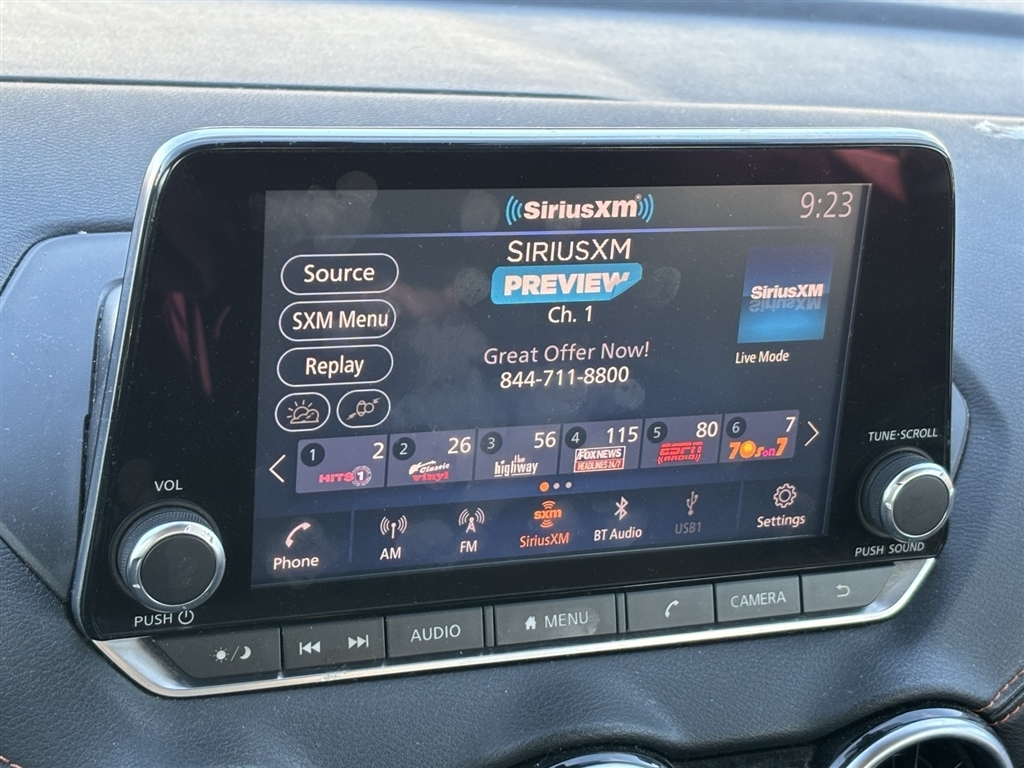 SiriusXM
9:23
SIRIUSXM
PREVIEW
Ch. 1
Great Offer Now!
844-711-8800
Source
SXM Menu
Replay
SiriusXM
Live Mode
1 2
HITS 1
2 26
Classic
vinyl
3 56
the
highway
4 115
FOX NEWS
HEADLINES 24/7
5 80
ESPN
RADIO
6 7
70s on 7
Phone
AM
FM
sxm
SiriusXM
BT Audio
USB1
Settings
VOL
PUSH
TUNE·SCROLL
PUSH SOUND
AUDIO
MENU
CAMERA